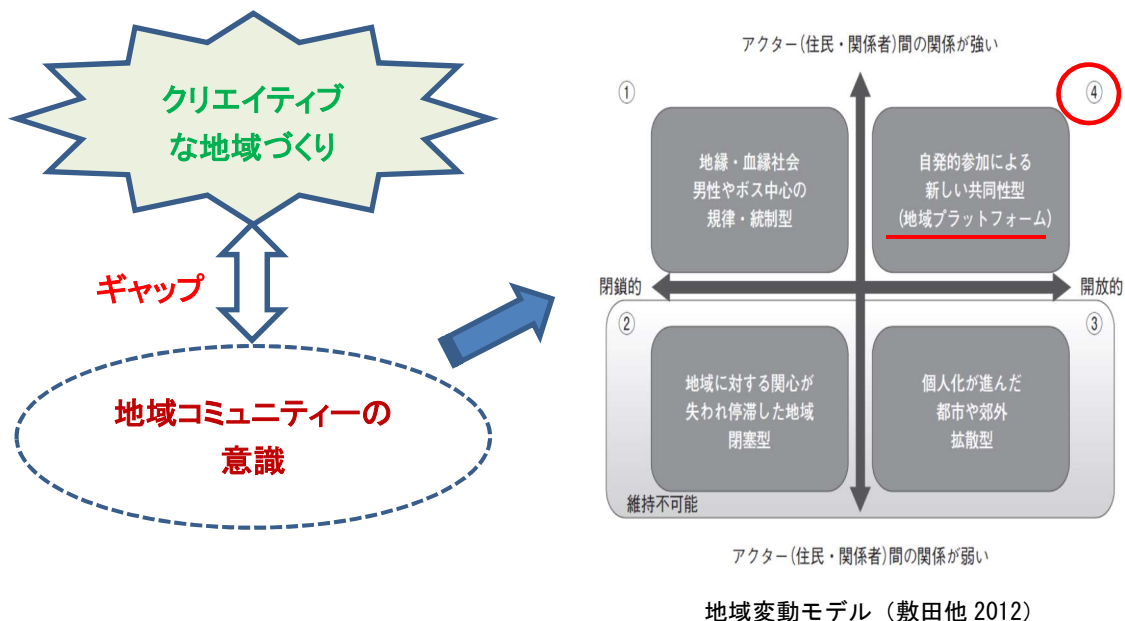 クリエイティブ
な地域づくり
ギャップ
地域コミュニティーの
意識
アクター(住民・関係者)間の関係が強い
①
④
地縁・血縁社会
男性やボス中心の
規律・統制型
自発的参加による
新しい共同性型
(地域プラットフォーム)
閉鎖的
開放的
②
③
地域に対する関心が
失われ停滞した地域
閉塞型
個人化が進んだ
都市や郊外
拡散型
維持不可能
アクター(住民・関係者)間の関係が弱い
地域変動モデル（敷田他 2012）